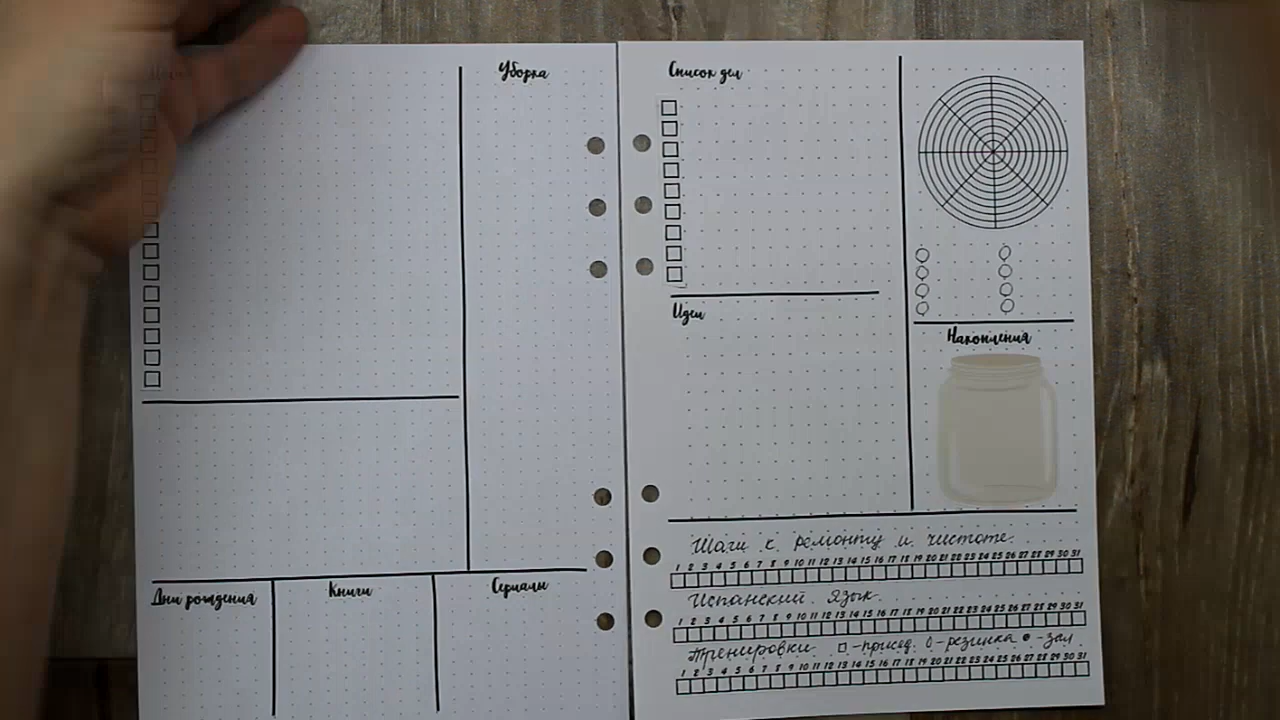 Уборка
Дни рождения
Книги
Сериалы
Список дел
Идеи
Накопления
Шаги к ремонту и чистоте.
1 2 3 4 5 6 7 8 9 10 11 12 13 14 15 16 17 18 19 20 21 22 23 24 25 26 27 28 29 30 31
Испанский язык.
1 2 3 4 5 6 7 8 9 10 11 12 13 14 15 16 17 18 19 20 21 22 23 24 25 26 27 28 29 30 31
Тренировки. □-присед. 0-резинка •-зал.
1 2 3 4 5 6 7 8 9 10 11 12 13 14 15 16 17 18 19 20 21 22 23 24 25 26 27 28 29 30 31